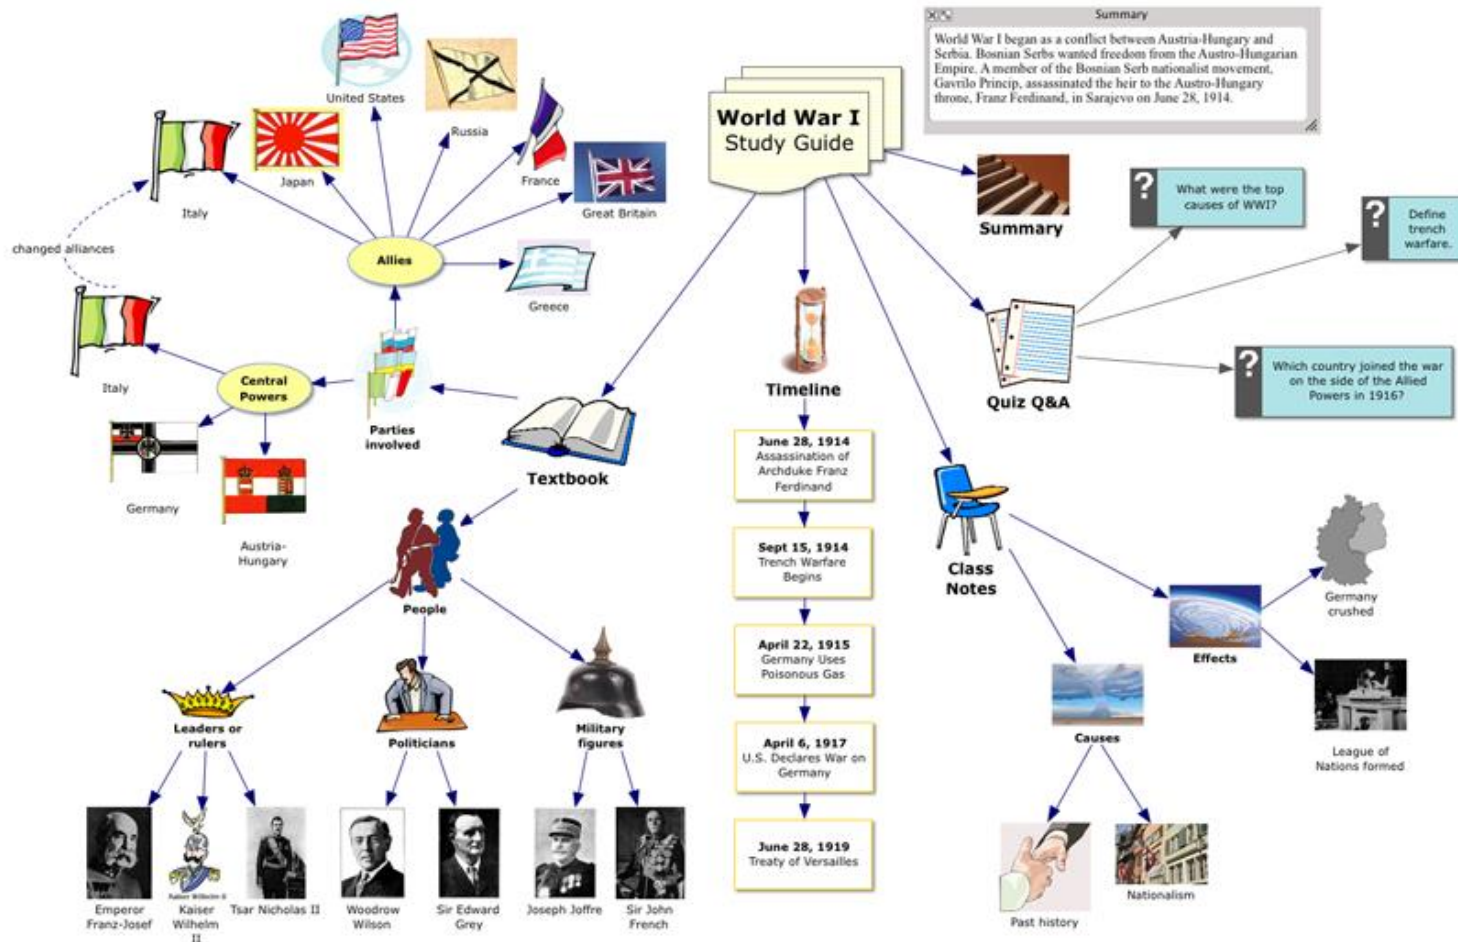 Summary
World War I began as a conflict between Austria-Hungary and
Serbia. Bosnian Serbs wanted freedom from the Austro-Hungarian
Empire. A member of the Bosnian Serb nationalist movement,
Gavrilo Princip, assassinated the heir to the Austro-Hungary
throne, Franz Ferdinand, in Sarajevo on June 28, 1914.
World War I
Study Guide
United States
Russia
Japan
France
Italy
Great Britain
changed alliances
Allies
Greece
Italy
Central
Powers
Parties
involved
Germany
Austria-
Hungary
Textbook
People
Leaders or
rulers
Politicians
Military
figures
Kaiser Wilhelm II
Emperor
Franz-Josef
Kaiser
Wilhelm
II
Tsar Nicholas II
Woodrow
Wilson
Sir Edward
Grey
Joseph Joffre
Sir John
French
Timeline
June 28, 1914
Assassination of
Archduke Franz
Ferdinand
Sept 15, 1914
Trench Warfare
Begins
April 22, 1915
Germany Uses
Poisonous Gas
April 6, 1917
U.S. Declares War on
Germany
June 28, 1919
Treaty of Versailles
Summary
?
What were the top
causes of WWI?
?
Define
trench
warfare.
?
Which country joined the war
on the side of the Allied
Powers in 1916?
Quiz Q&A
Class
Notes
Effects
Germany
crushed
League of
Nations formed
Causes
Past history
Nationalism